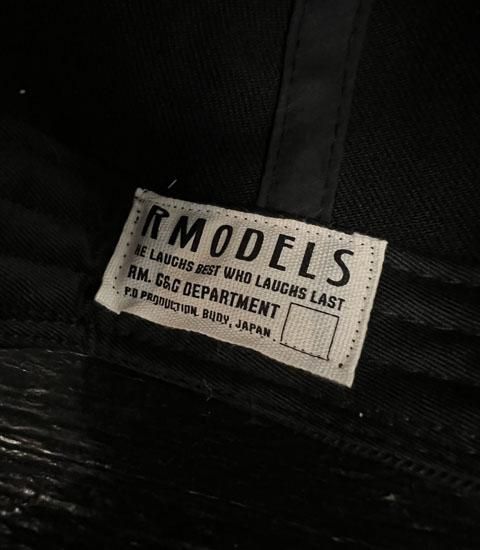 RMODELS
HE LAUGHS BEST WHO LAUGHS LAST
RM. G&G DEPARTMENT
P.D PRODUCTION. BUDY, JAPAN.